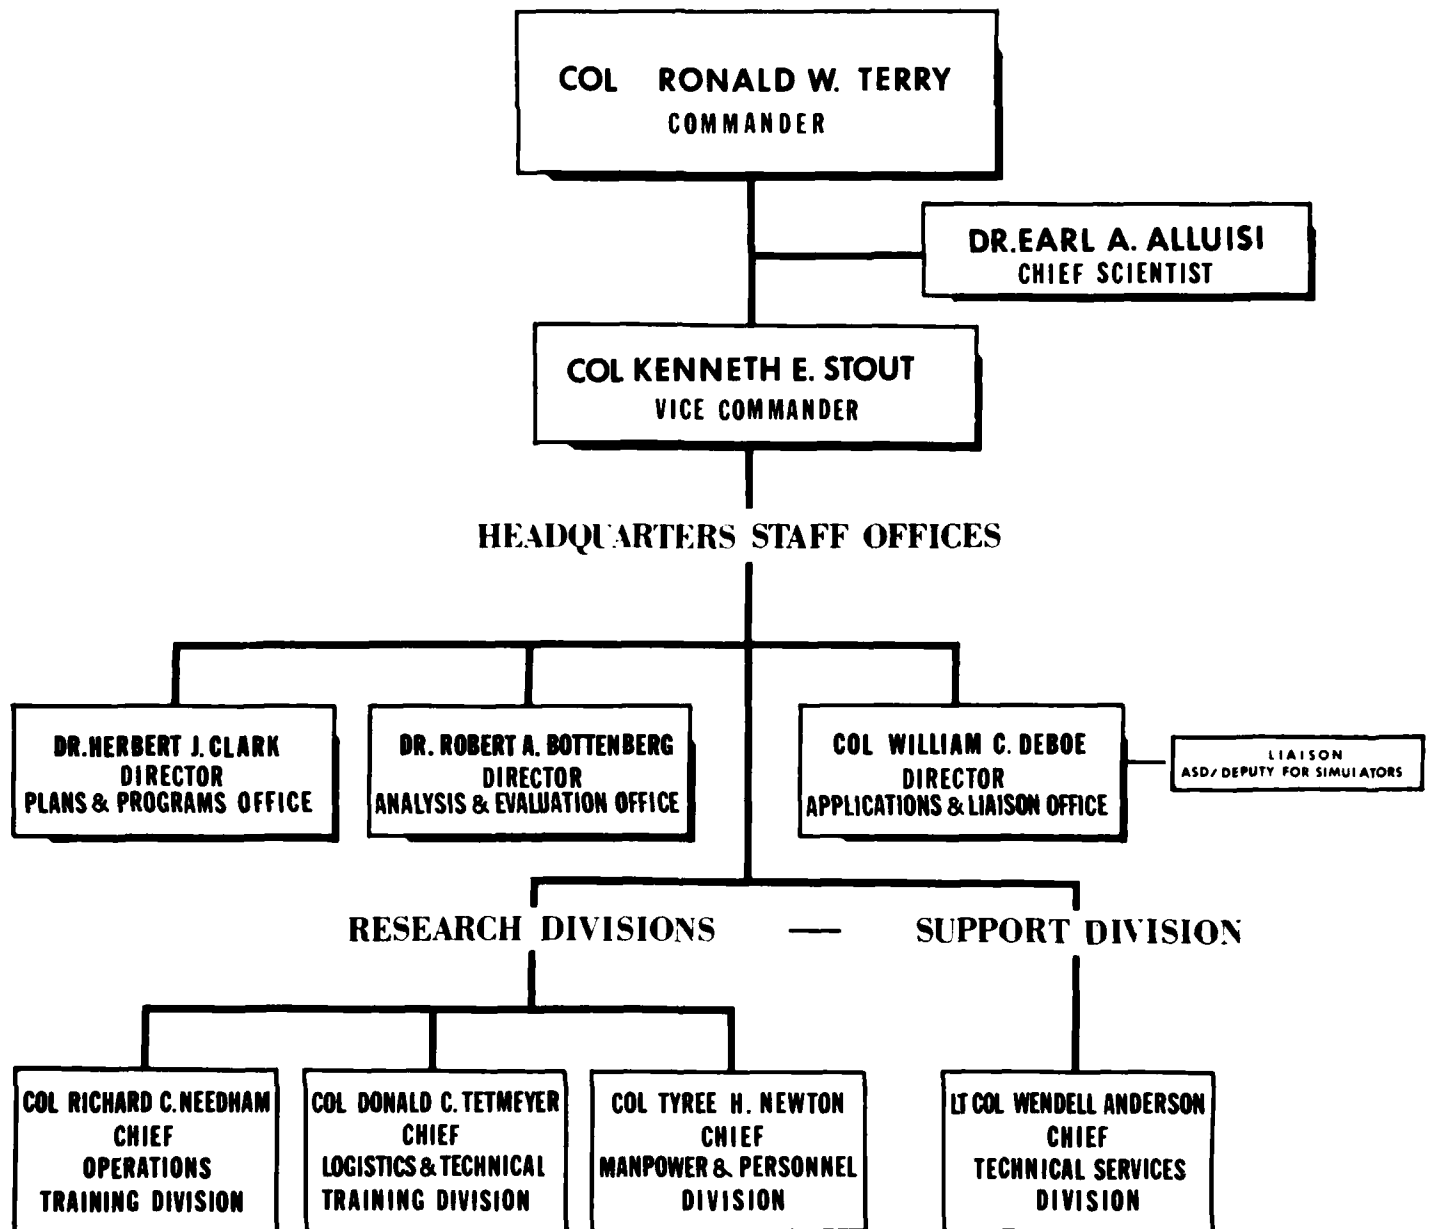 COL RONALD W. TERRY
COMMANDER
DR. EARL A. ALLUISI
CHIEF SCIENTIST
COL KENNETH E. STOUT
VICE COMMANDER
HEADQUARTERS STAFF OFFICES
DR. HERBERT J. CLARK
DIRECTOR
PLANS & PROGRAMS OFFICE
DR. ROBERT A. BOTTENBERG
DIRECTOR
ANALYSIS & EVALUATION OFFICE
COL WILLIAM C. DEBOE
DIRECTOR
APPLICATIONS & LIAISON OFFICE
LIAISON
ASD/DEPUTY FOR SIMULATORS
RESEARCH DIVISIONS — SUPPORT DIVISION
COL RICHARD C. NEEDHAM
CHIEF
OPERATIONS
TRAINING DIVISION
COL DONALD C. TETMEYER
CHIEF
LOGISTICS & TECHNICAL
TRAINING DIVISION
COL TYREE H. NEWTON
CHIEF
MANPOWER & PERSONNEL
DIVISION
LT COL WENDELL ANDERSON
CHIEF
TECHNICAL SERVICES
DIVISION